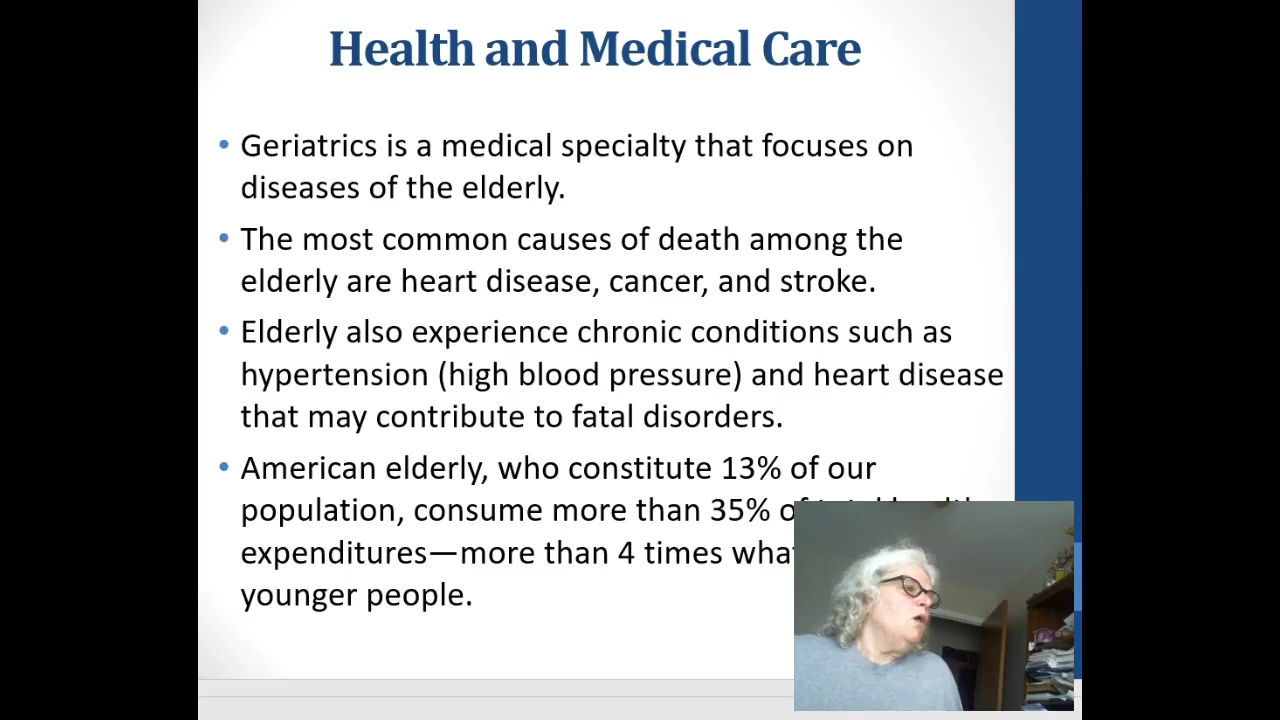 Health and Medical Care
• Geriatrics is a medical specialty that focuses on
diseases of the elderly.
• The most common causes of death among the
elderly are heart disease, cancer, and stroke.
• Elderly also experience chronic conditions such as
hypertension (high blood pressure) and heart disease
that may contribute to fatal disorders.
• American elderly, who constitute 13% of our
population, consume more than 35% of
expenditures—more than 4 times what
younger people.